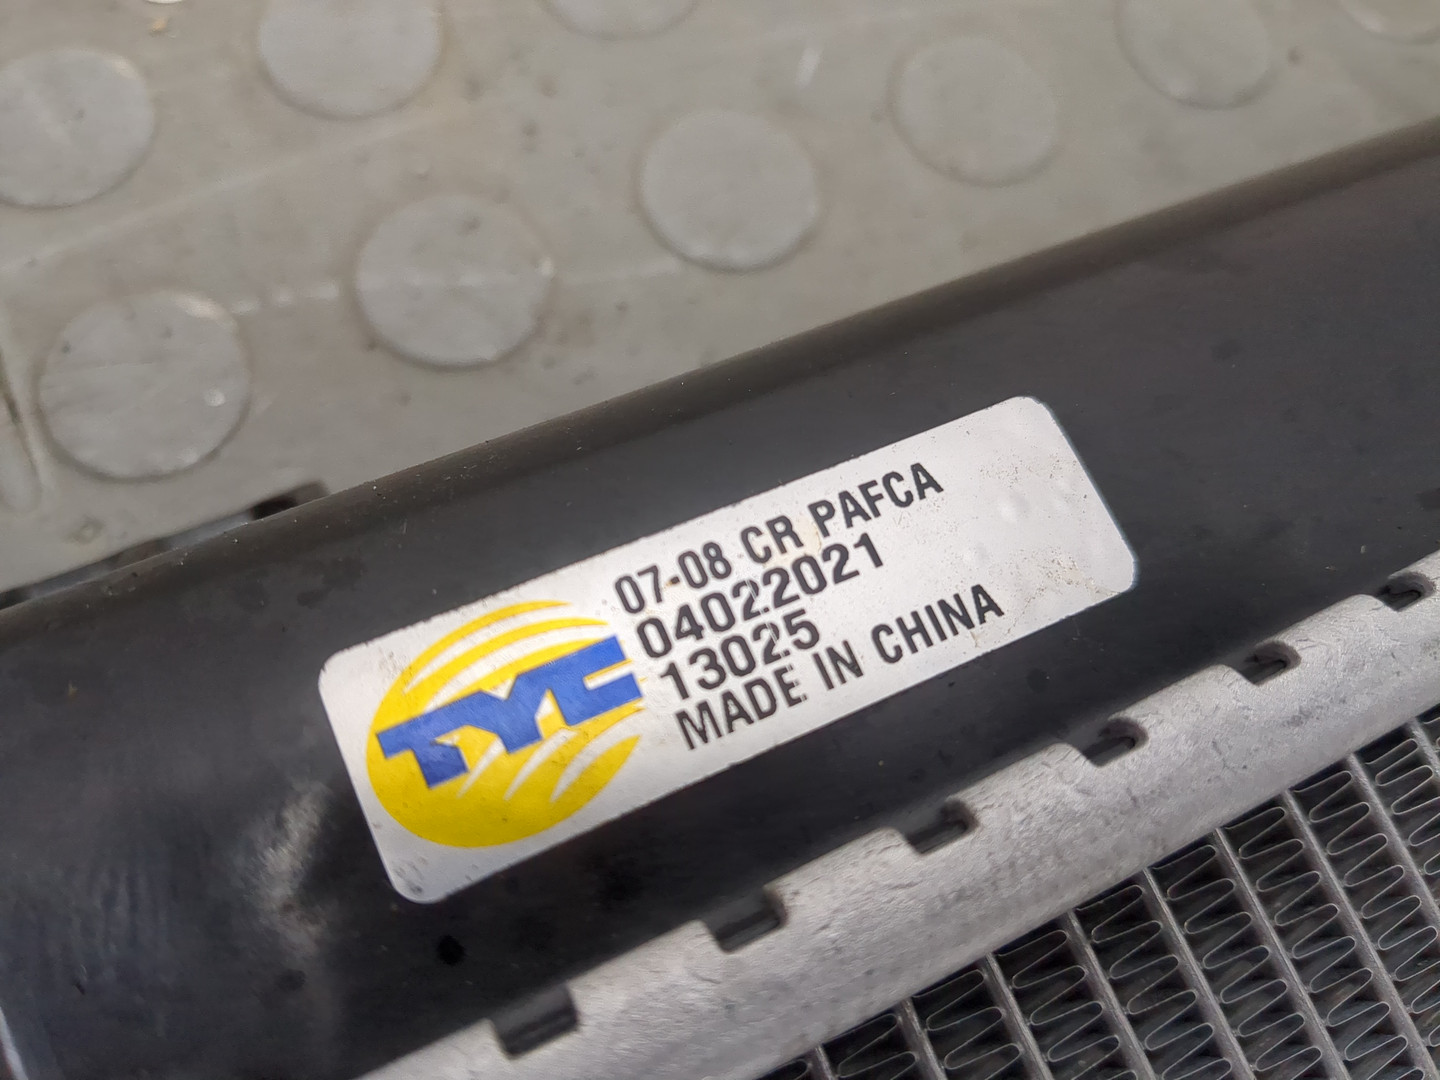 TYC
07-08 CR PAFCA
04022021
13025
MADE IN CHINA